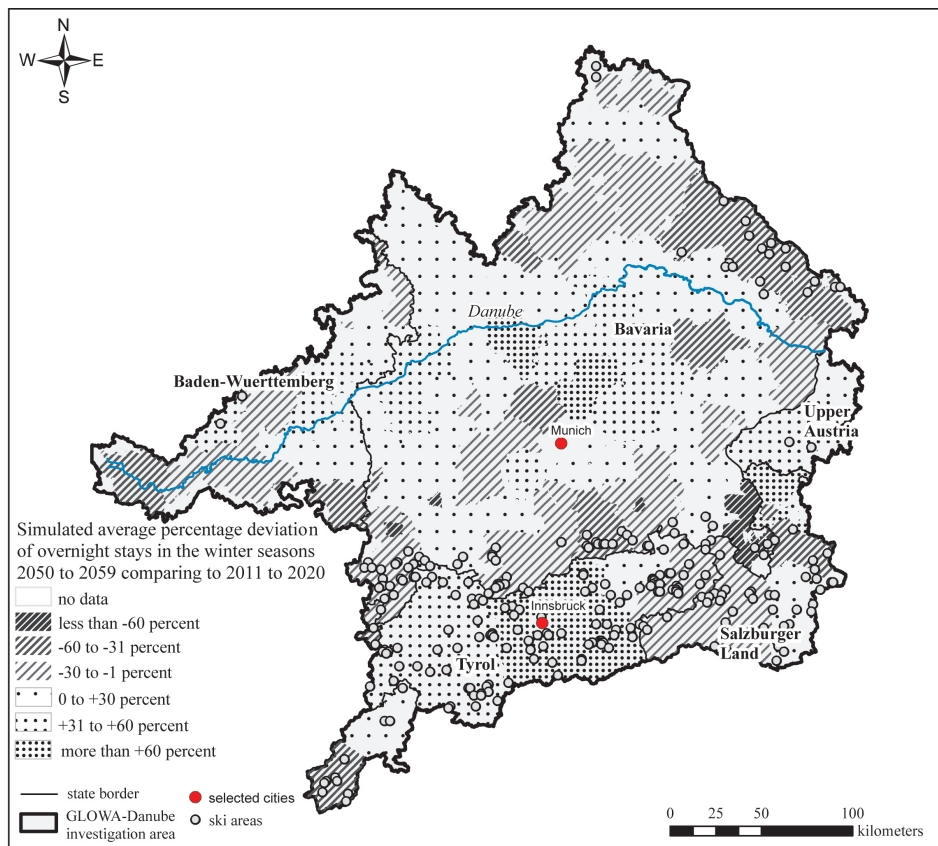 N
W E
S
Danube
Bavaria
Baden-Wuerttemberg
Upper
Austria
Munich
Simulated average percentage deviation
of overnight stays in the winter seasons
2050 to 2059 comparing to 2011 to 2020
no data
less than -60 percent
-60 to -31 percent
-30 to -1 percent
0 to +30 percent
+31 to +60 percent
more than +60 percent
Innsbruck
Salzburger
Land
Tyrol
state border
GLOWA-Danube
investigation area
selected cities
ski areas
0 25 50 100
kilometers